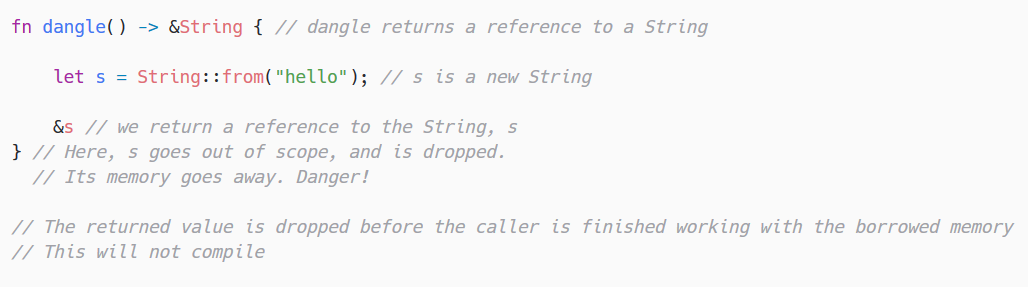 fn dangle() -> &String { // dangle returns a reference to a String
let s = String::from("hello"); // s is a new String
&s // we return a reference to the String, s
} // Here, s goes out of scope, and is dropped.
// Its memory goes away. Danger!
// The returned value is dropped before the caller is finished working with the borrowed memory
// This will not compile